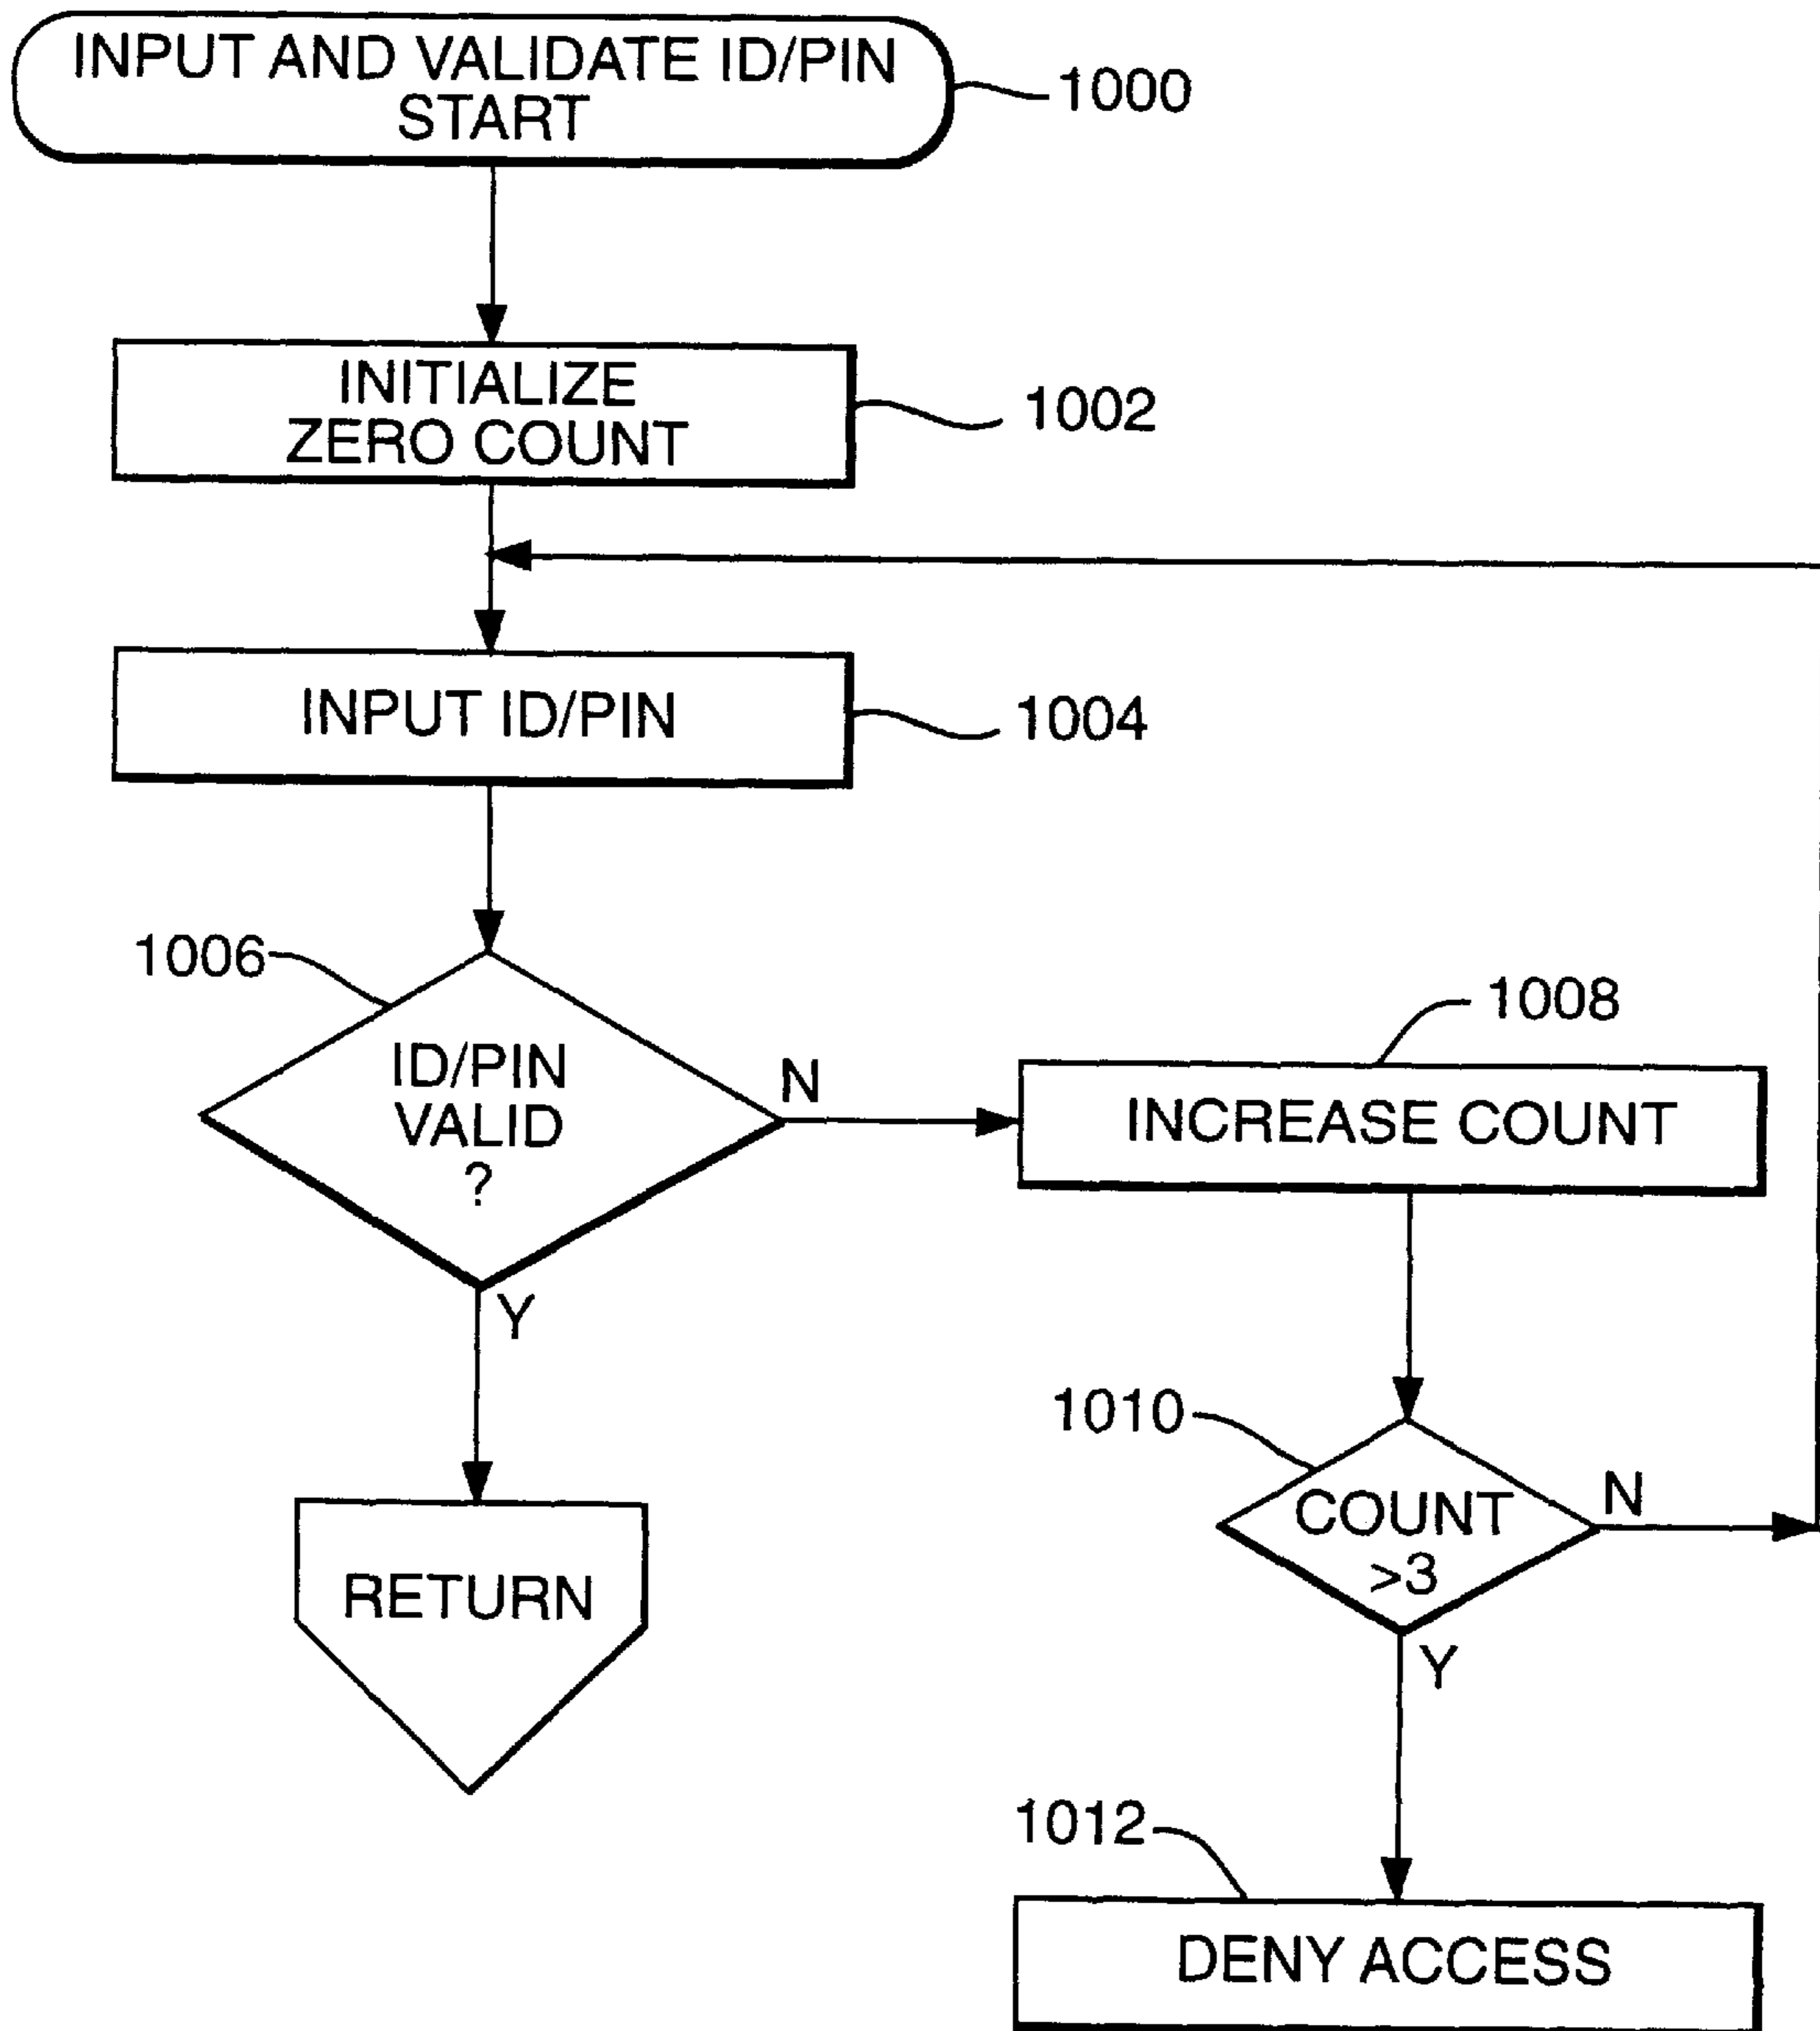 INPUT AND VALIDATE ID/PIN
START
1000
INITIALIZE
ZERO COUNT
1002
INPUT ID/PIN
1004
1006
ID/PIN
VALID
?
N
Y
1008
INCREASE COUNT
1010
COUNT
>3
N
Y
RETURN
1012
DENY ACCESS